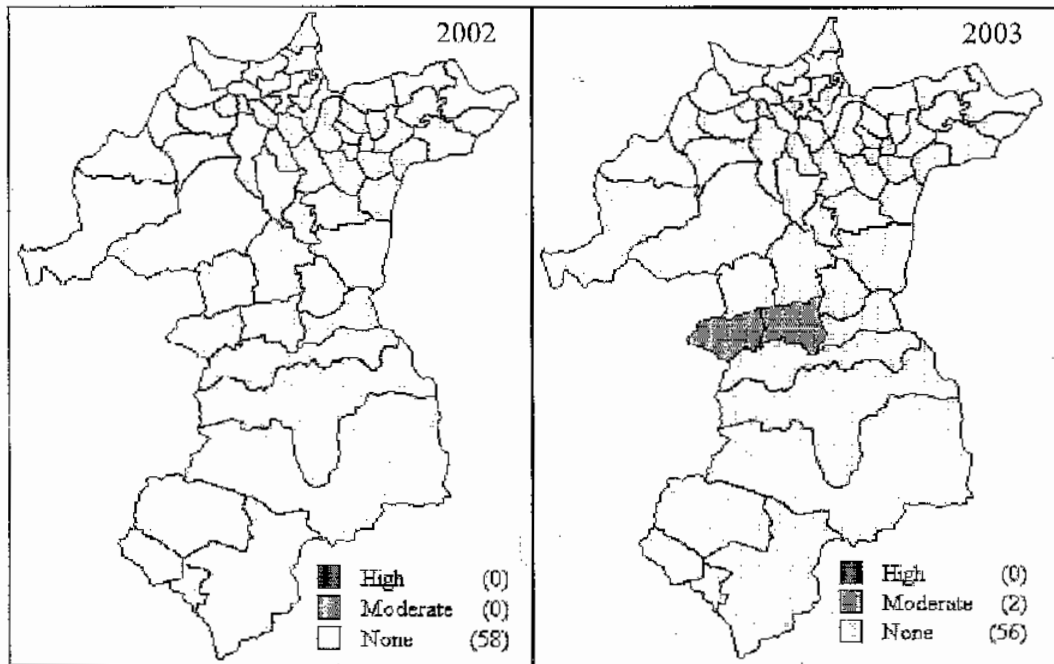 2002
High (0)
Moderate (0)
None (58)
2003
High (0)
Moderate (2)
None (56)